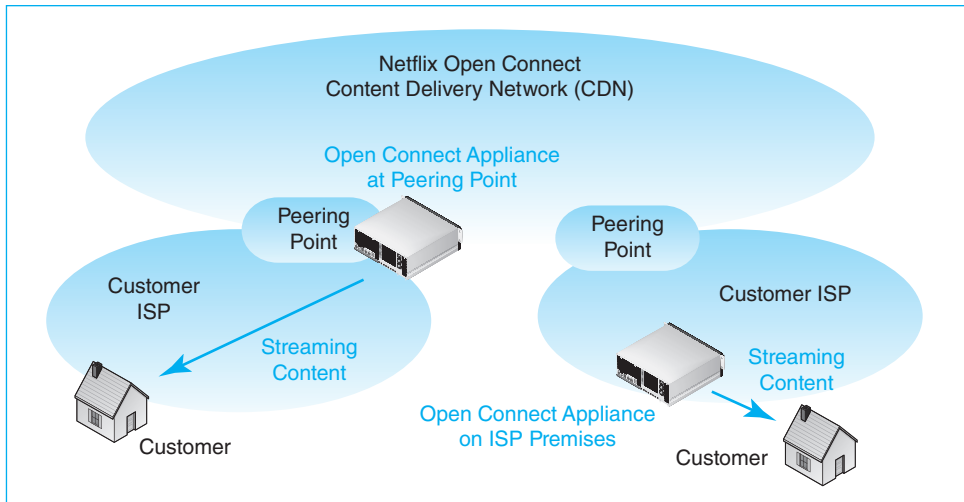 Netflix Open Connect
Content Delivery Network (CDN)
Open Connect Appliance
at Peering Point
Peering
Point
Peering
Point
Customer
ISP
Customer ISP
Streaming
Content
Streaming
Content
Open Connect Appliance
on ISP Premises
Customer
Customer